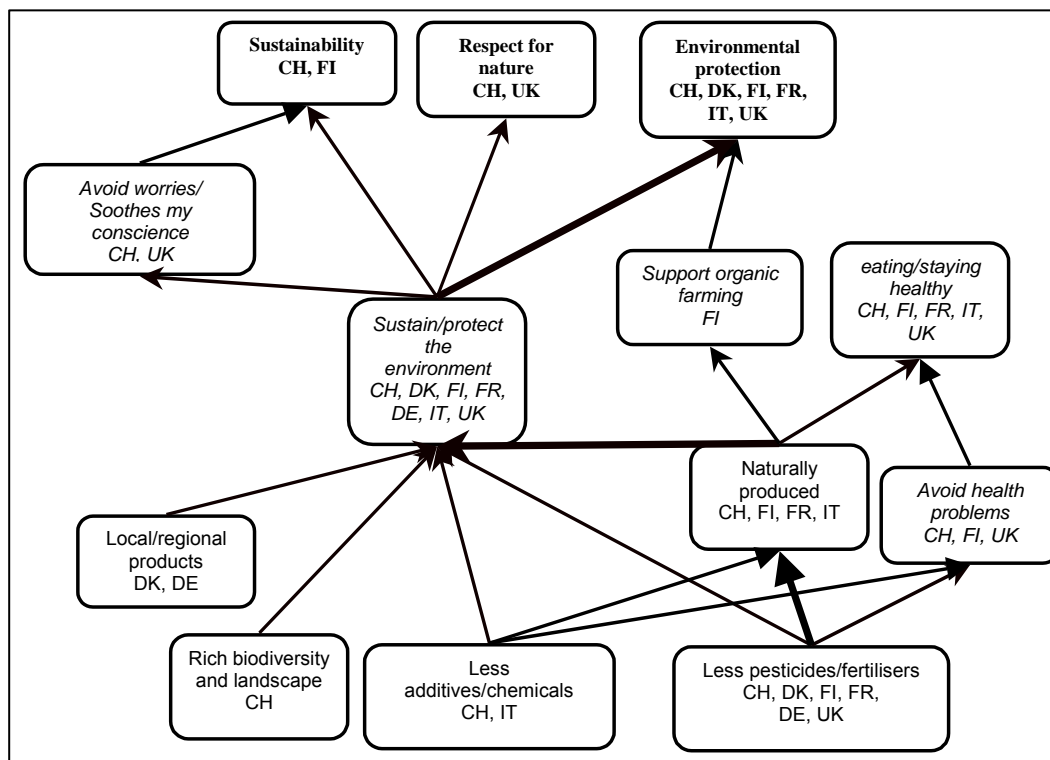 Sustainability
CH, FI
Respect for
nature
CH, UK
Environmental
protection
CH, DK, FI, FR,
IT, UK
Avoid worries/
Soothes my
conscience
CH, UK
Support organic
farming
FI
eating/staying
healthy
CH, FI, FR, IT,
UK
Sustain/protect
the
environment
CH, DK, FI, FR,
DE, IT, UK
Naturally
produced
CH, FI, FR, IT
Avoid health
problems
CH, FI, UK
Local/regional
products
DK, DE
Rich biodiversity
and landscape
CH
Less
additives/chemicals
CH, IT
Less pesticides/fertilisers
CH, DK, FI, FR,
DE, UK